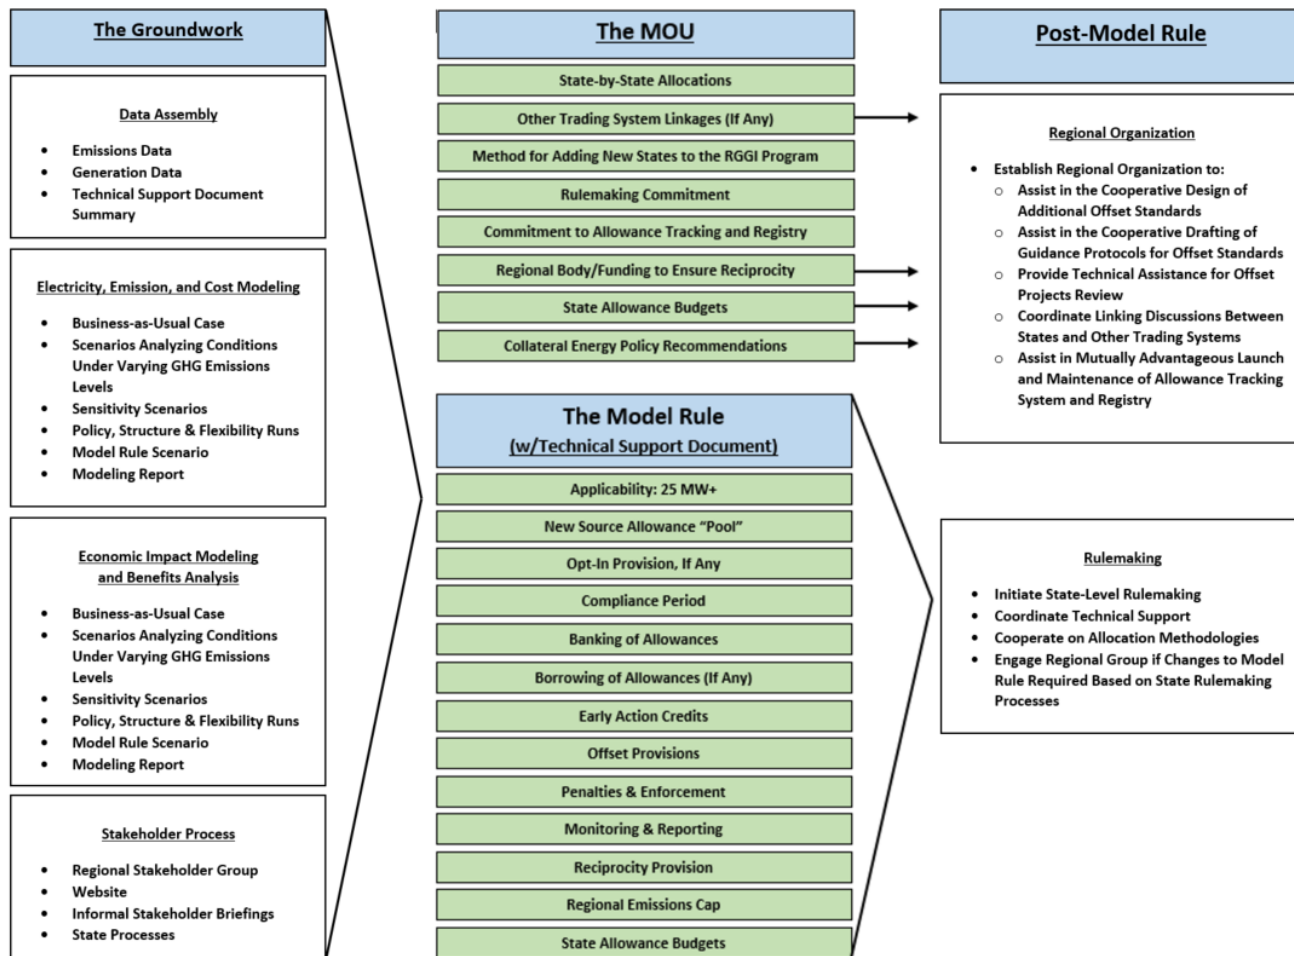 The Groundwork
Data Assembly
• Emissions Data
• Generation Data
• Technical Support Document
Summary
Electricity, Emission, and Cost Modeling
• Business-as-Usual Case
• Scenarios Analyzing Conditions
Under Varying GHG Emissions
Levels
• Sensitivity Scenarios
• Policy, Structure & Flexibility Runs
• Model Rule Scenario
• Modeling Report
Economic Impact Modeling
and Benefits Analysis
• Business-as-Usual Case
• Scenarios Analyzing Conditions
Under Varying GHG Emissions
Levels
• Sensitivity Scenarios
• Policy, Structure & Flexibility Runs
• Model Rule Scenario
• Modeling Report
Stakeholder Process
• Regional Stakeholder Group
• Website
• Informal Stakeholder Briefings
• State Processes
The MOU
State-by-State Allocations
Other Trading System Linkages (If Any)
Method for Adding New States to the RGGI Program
Rulemaking Commitment
Commitment to Allowance Tracking and Registry
Regional Body/Funding to Ensure Reciprocity
State Allowance Budgets
Collateral Energy Policy Recommendations
The Model Rule
(w/Technical Support Document)
Applicability: 25 MW+
New Source Allowance “Pool”
Opt-In Provision, If Any
Compliance Period
Banking of Allowances
Borrowing of Allowances (If Any)
Early Action Credits
Offset Provisions
Penalties & Enforcement
Monitoring & Reporting
Reciprocity Provision
Regional Emissions Cap
State Allowance Budgets
Post-Model Rule
Regional Organization
• Establish Regional Organization to:
o Assist in the Cooperative Design of
Additional Offset Standards
o Assist in the Cooperative Drafting of
Guidance Protocols for Offset Standards
o Provide Technical Assistance for Offset
Projects Review
o Coordinate Linking Discussions Between
States and Other Trading Systems
o Assist in Mutually Advantageous Launch
and Maintenance of Allowance Tracking
System and Registry
Rulemaking
• Initiate State-Level Rulemaking
• Coordinate Technical Support
• Cooperate on Allocation Methodologies
• Engage Regional Group if Changes to Model
Rule Required Based on State Rulemaking
Processes